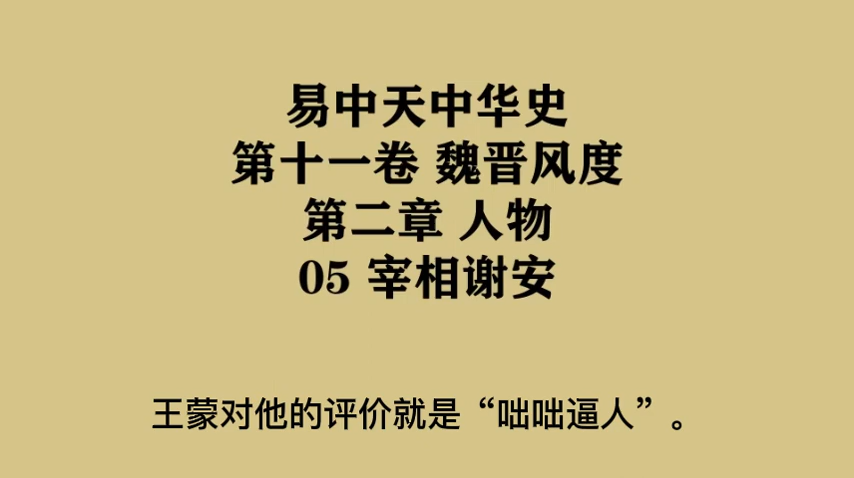 易中天中华史
第十一卷 魏晋风度
第二章 人物
05 宰相谢安
王蒙对他的评价就是“咄咄逼人”。